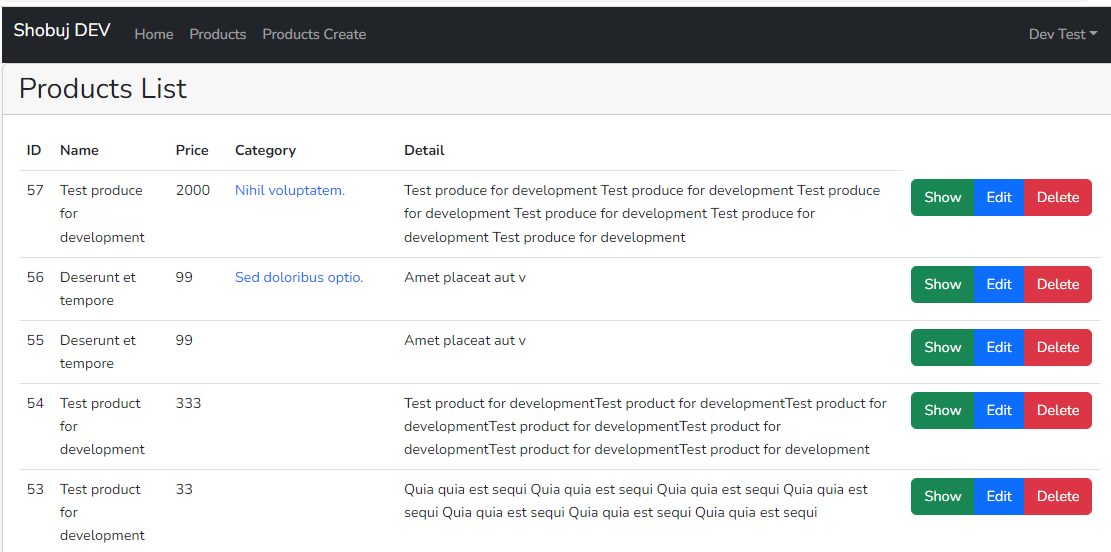 Shobuj DEV Home Products Products Create Dev Test
Products List
ID Name Price Category Detail
57 Test produce 2000 Nihil voluptatem. Test produce for development Test produce for development Test produce Show Edit Delete
for for development Test produce for development Test produce for
development development Test produce for development
56 Deserunt et 99 Sed doloribus optio. Amet placeat aut v Show Edit Delete
tempore
55 Deserunt et 99 Amet placeat aut v Show Edit Delete
tempore
54 Test product 333 Test product for developmentTest product for developmentTest product for Show Edit Delete
for developmentTest product for developmentTest product for
development developmentTest product for developmentTest product for development
53 Test product 33 Quia quia est sequi Quia quia est sequi Quia quia est sequi Quia quia est Show Edit Delete
for sequi Quia quia est sequi Quia quia est sequi Quia quia est sequi
development